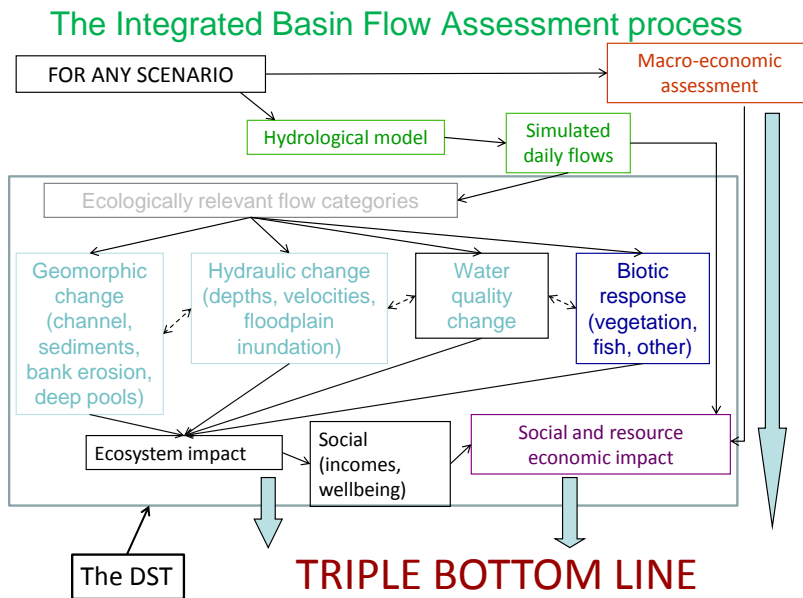 The Integrated Basin Flow Assessment process
FOR ANY SCENARIO
Macro-economic
assessment
Hydrological model
Simulated
daily flows
Ecologically relevant flow categories
Geomorphic
change
(channel,
sediments,
bank erosion,
deep pools)
Hydraulic change
(depths, velocities,
floodplain
inundation)
Water
quality
change
Biotic
response
(vegetation,
fish, other)
Ecosystem impact
Social
(incomes,
wellbeing)
Social and resource
economic impact
The DST
TRIPLE BOTTOM LINE